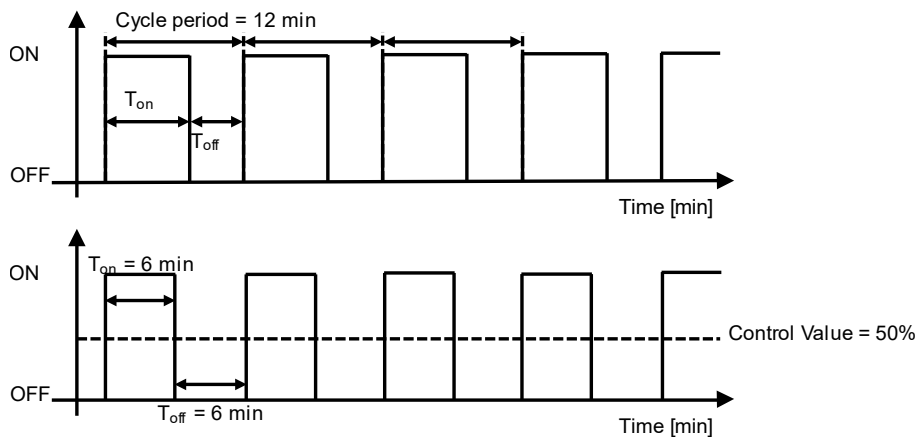 Cycle period = 12 min
ON
Ton
Toff
OFF
Time [min]
ON
Ton = 6 min
Control Value = 50%
OFF
Toff = 6 min
Time [min]